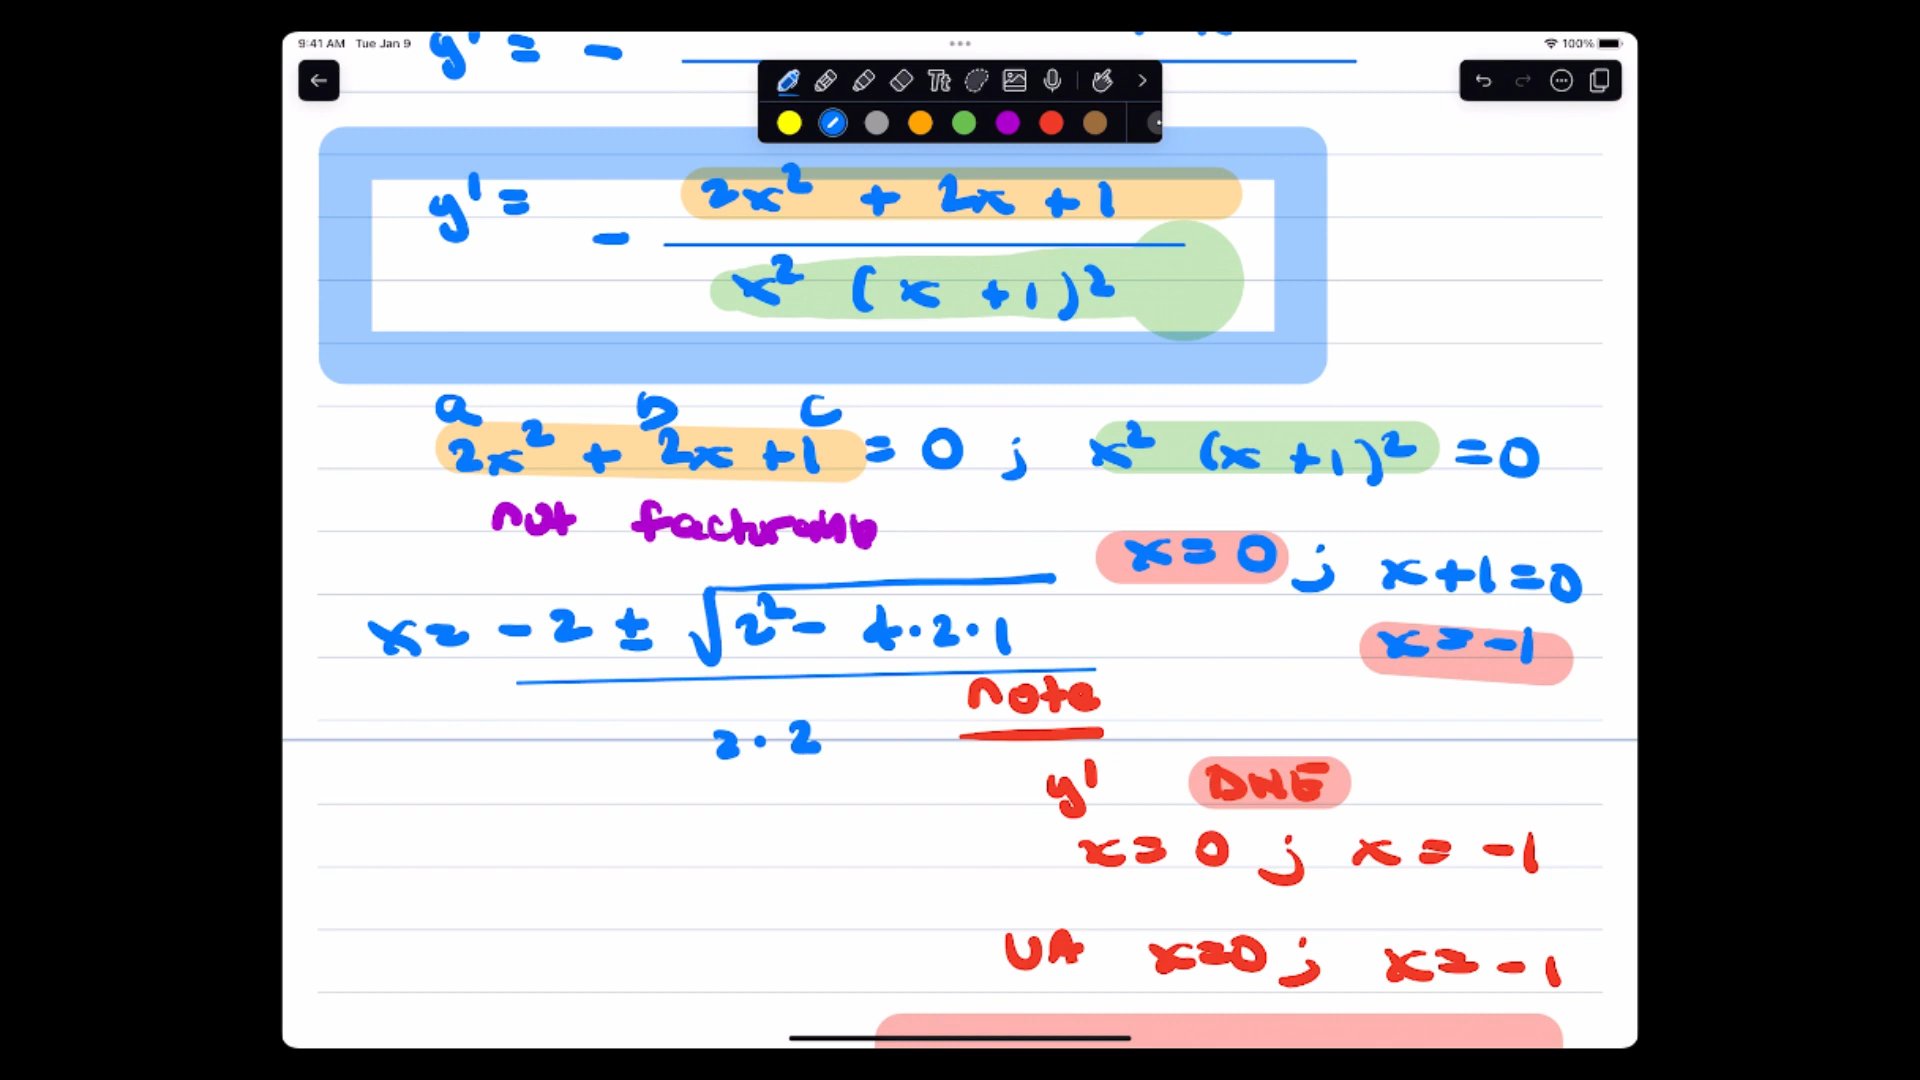 9:41 AM Tue Jan 9 100%
y' = -
y' = - (2x² + 2x + 1) / (x² (x + 1)²)
a b c
2x² + 2x + 1 = 0 ; x² (x + 1)² = 0
not
x = 0 ; x + 1 = 0
x = (-2 ± √(2² - 4·2·1)) / (2·2)
x = -1
note
y' DNE
x = 0 ; x = -1
VA x = 0 ; x = -1